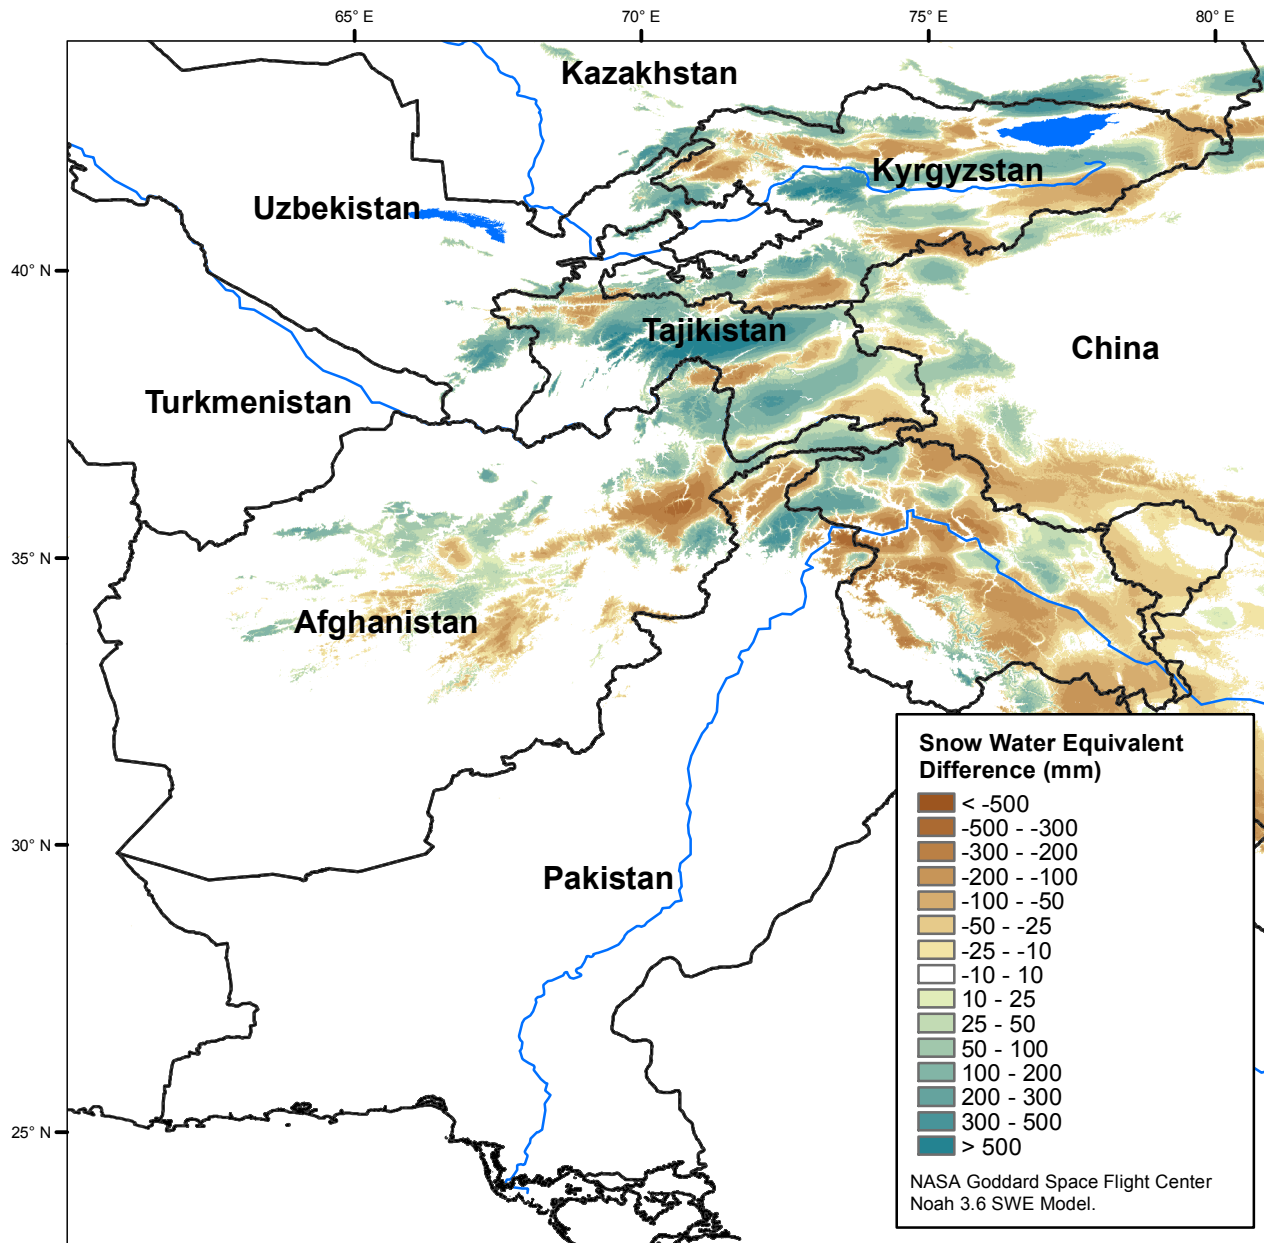 65° E
70° E
75° E
80° E
Kazakhstan
Kyrgyzstan
Uzbekistan
40° N
Tajikistan
China
Turkmenistan
35° N
Afghanistan
30° N
Pakistan
25° N
Snow Water Equivalent
Difference (mm)
< -500
-500 - -300
-300 - -200
-200 - -100
-100 - -50
-50 - -25
-25 - -10
-10 - 10
10 - 25
25 - 50
50 - 100
100 - 200
200 - 300
300 - 500
> 500
NASA Goddard Space Flight Center
Noah 3.6 SWE Model.